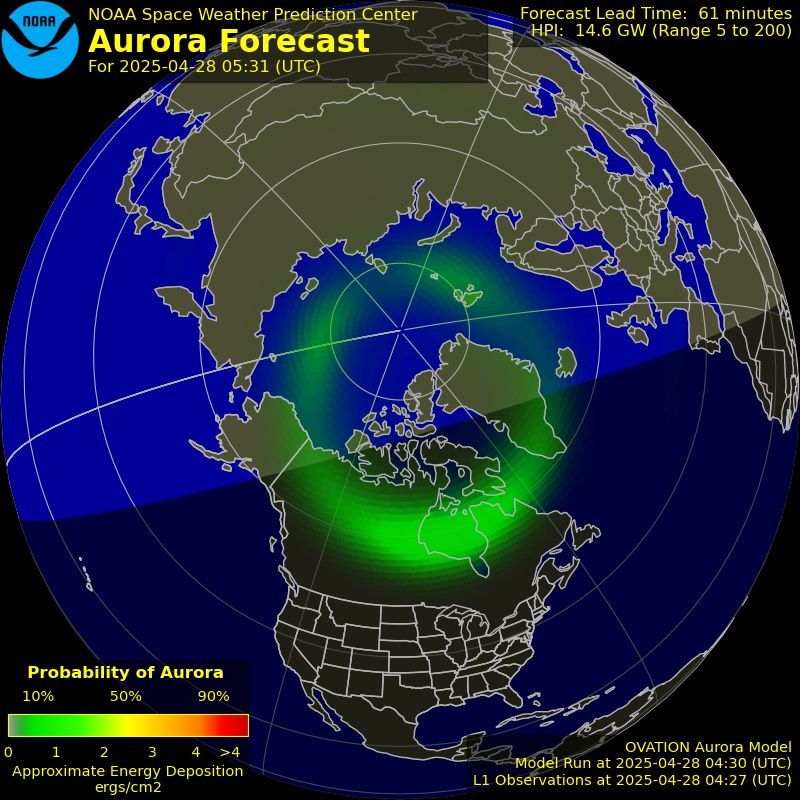 NOAA
NOAA Space Weather Prediction Center
Aurora Forecast
For 2025-04-28 05:31 (UTC)
Forecast Lead Time: 61 minutes
HPI: 14.6 GW (Range 5 to 200)
Probability of Aurora
10% 50% 90%
0 1 2 3 4 >4
Approximate Energy Deposition
ergs/cm2
OVATION Aurora Model
Model Run at 2025-04-28 04:30 (UTC)
L1 Observations at 2025-04-28 04:27 (UTC)